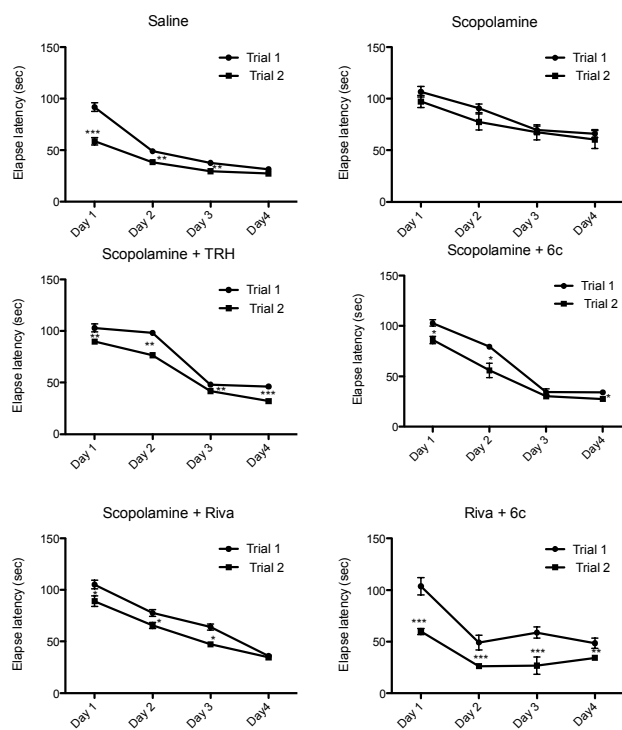 Saline
Elapse latency (sec)
150
100
50
0
Trial 1
Trial 2
***
**
**
Day 1
Day 2
Day 3
Day4
Scopolamine
Elapse latency (sec)
150
100
50
0
Trial 1
Trial 2
Day 1
Day 2
Day 3
Day4
Scopolamine + TRH
Elapse latency (sec)
150
100
50
0
Trial 1
Trial 2
**
**
**
***
Day 1
Day 2
Day 3
Day4
Scopolamine + 6c
Elapse latency (sec)
150
100
50
0
Trial 1
Trial 2
*
*
*
Day 1
Day 2
Day 3
Day4
Scopolamine + Riva
Elapse latency (sec)
150
100
50
0
Trial 1
Trial 2
*
*
*
Day 1
Day 2
Day 3
Day4
Riva + 6c
Elapse latency (sec)
150
100
50
0
Trial 1
Trial 2
***
***
***
**
Day 1
Day 2
Day 3
Day4